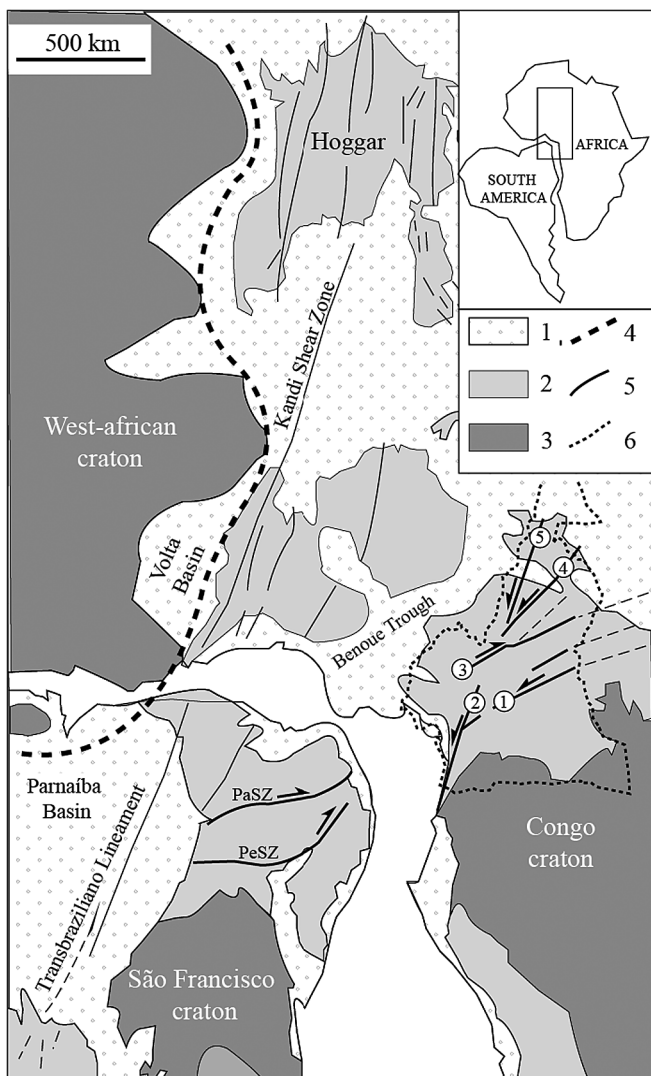 500 km
Hoggar
AFRICA
SOUTH
AMERICA
1
4
2
5
3
6
Kandi Shear Zone
West-african
craton
Volta
Basin
Benoue Trough
5
4
3
2
1
Parnaíba
Basin
PaSZ
PeSZ
Transbraziliano Lineament
Congo
craton
São Francisco
craton